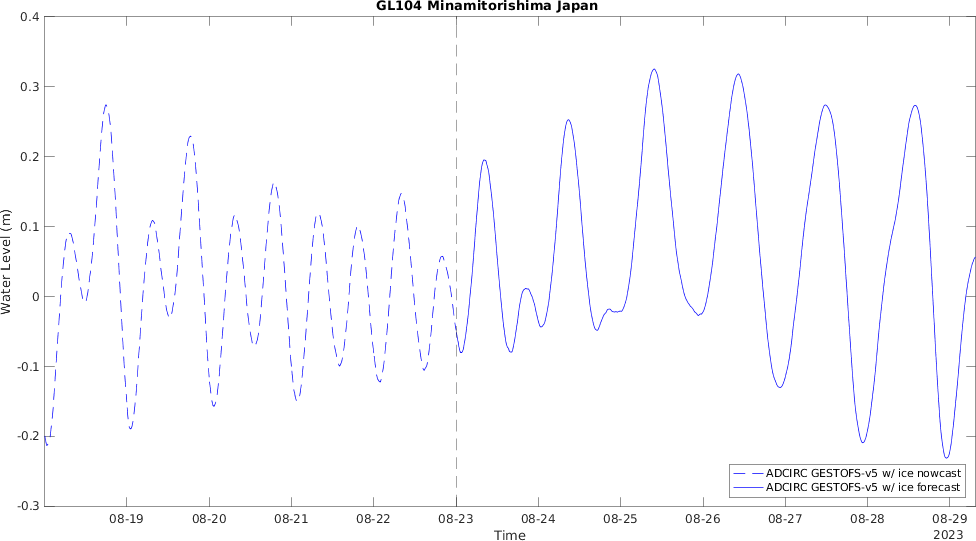 GL104 Minamitorishima Japan
0.4
0.3
0.2
0.1
0
-0.1
-0.2
-0.3
Water Level (m)
ADCIRC GESTOFS-v5 w/ ice nowcast
ADCIRC GESTOFS-v5 w/ ice forecast
08-19 08-20 08-21 08-22 08-23 08-24 08-25 08-26 08-27 08-28 08-29
2023
Time